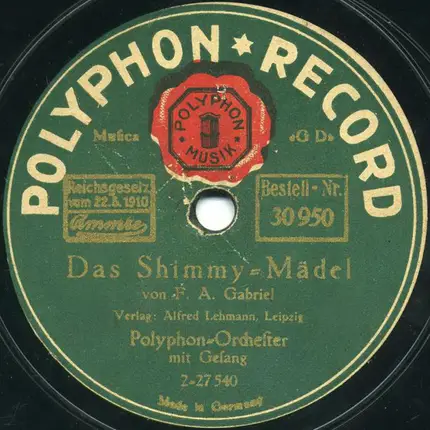 POLYPHON ★ RECORD
POLYPHON
MUSIK
Musica
«G D»
Reichsgesetz
vom 22.5.1910
Ammre
Bestell-Nr.
30 950
Das Shimmy-Mädel
von F. A. Gabriel
Verlag: Alfred Lehmann, Leipzig
Polyphon-Orchester
mit Gesang
2-27 540
Made in Germany